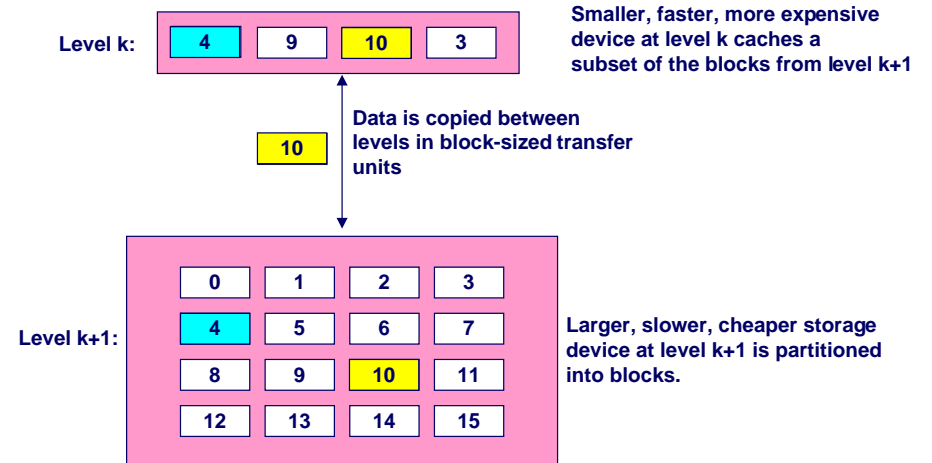 Smaller, faster, more expensive
device at level k caches a
subset of the blocks from level k+1
Level k:
4 9 10 3
Data is copied between
levels in block-sized transfer
units
10
Level k+1:
0 1 2 3
4 5 6 7
8 9 10 11
12 13 14 15
Larger, slower, cheaper storage
device at level k+1 is partitioned
into blocks.